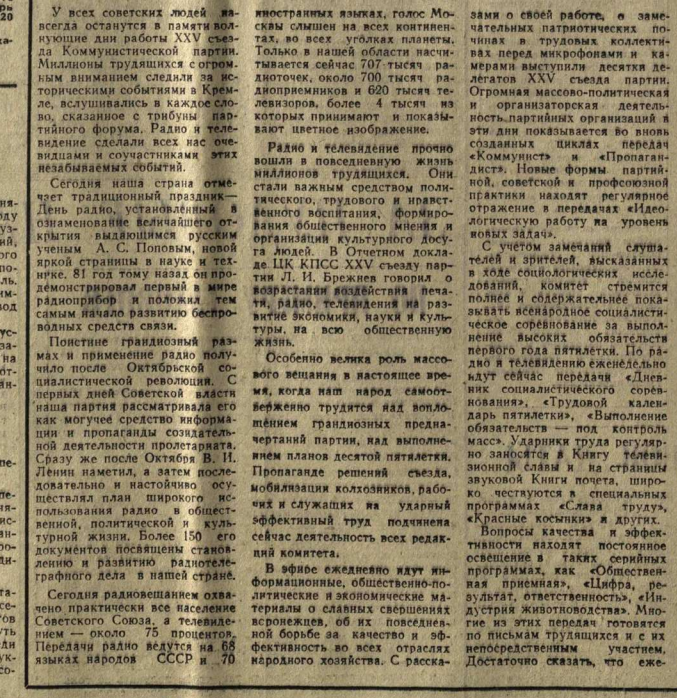 У всех советских людей на-
всегда останутся в памяти вол-
нующие дни работы XXV съез-
да Коммунистической партии.
Миллионы трудящихся с огром-
ным вниманием следили за ис-
торическими событиями в Крем-
ле, вслушивались в каждое сло-
во, сказанное с трибуны пар-
тийного форума. Радио и теле-
видение сделали всех нас оче-
видцами и соучастниками этих
незабываемых событий.
Сегодня наша страна отме-
чает традиционный праздник—
День радио, установленный в
ознаменование величайшего от-
крытия выдающимся русским
ученым А. С. Поповым, новой
яркой страницы в науке и тех-
нике. 81 год тому назад он про-
демонстрировал первый в мире
радиоприбор и положил тем
самым начало развитию беспро-
водных средств связи.
Поистине грандиозный раз-
мах и применение радио полу-
чило после Октябрьской со-
циалистической революции. С
первых дней Советской власти
наша партия рассматривала его
как могучее средство информа-
ции и пропаганды созидатель-
ной деятельности пролетариата.
Сразу же после Октября В. И.
Ленин наметил, а затем после-
довательно и настойчиво осу-
ществлял план широкого ис-
пользования радио в общест-
венной, политической и куль-
турной жизни. Более 150 его
документов посвящены станов-
лению и развитию радиотеле-
графного дела в нашей стране.
Сегодня радиовещанием охва-
чено практически все население
Советского Союза, а телевиде-
нием — около 75 процентов.
Передачи радио ведутся на 68
языках народов СССР и 70
иностранных языках, голос Мо-
сквы слышен на всех континен-
тах, во всех уголках планеты.
Только в нашей области насчи-
тывается сейчас 707 тысяч ра-
диоточек, около 700 тысяч ра-
диоприемников и 620 тысяч те-
левизоров, более 4 тысяч из
которых принимают и показы-
вают цветное изображение.
Радио и телевидение прочно
вошли в повседневную жизнь
миллионов трудящихся. Они
стали важным средством поли-
тического, трудового и нравст-
венного воспитания, формиро-
вания общественного мнения и
организации культурного досу-
га людей. В Отчетном докла-
де ЦК КПСС XXV съезду пар-
тии Л. И. Брежнев говорил о
возрастании воздействия печа-
ти, радио, телевидения на раз-
витие экономики, науки и куль-
туры, на всю общественную
жизнь.
Особенно велика роль массо-
вого вещания в настоящее вре-
мя, когда наш народ самоот-
верженно трудится над вопло-
щением грандиозных предна-
чертаний партии, над выполне-
нием планов десятой пятилетки.
Пропаганде решений съезда,
мобилизации колхозников, рабо-
чих и служащих на ударный
эффективный труд подчинена
сейчас деятельность всех редак-
ций комитета.
В эфире ежедневно идут ин-
формационные, общественно-по-
литические и экономические ма-
териалы о славных свершениях
воронежцев, об их повседнев-
ной борьбе за качество и эф-
фективность во всех отраслях
народного хозяйства. С расска-
зами о своей работе, о заме-
чательных патриотических по-
чинах в трудовых коллекти-
вах перед микрофонами и ка-
мерами выступили десятки де-
легатов XXV съезда партии.
Огромная массово-политическая
и организаторская деятель-
ность партийных организаций в
эти дни показывается во вновь
созданных циклах передач
«Коммунист» и «Пропаган-
дист». Новые формы партий-
ной, советской и профсоюзной
практики находят регулярное
отражение в передачах «Идео-
логическую работу на уровень
новых задач».
С учетом замечаний слуша-
телей и зрителей, высказанных
в ходе социологических иссле-
дований, комитет стремится
полнее и содержательнее пока-
зывать всенародное социалисти-
ческое соревнование за выпол-
нение высоких обязательств
первого года пятилетки. По ра-
дио и телевидению еженедельно
идут сейчас передачи «Днев-
ник социалистического сорев-
нования», «Трудовой кален-
дарь пятилетки», «Выполнение
обязательств — под контроль
масс». Ударники труда регуляр-
но заносятся в Книгу телеви-
зионной славы и на страницы
звуковой Книги почета, широ-
ко чествуются в специальных
программах «Слава труду»,
«Красные косынки» и других.
Вопросы качества и эффек-
тивности находят постоянное
освещение в таких серийных
программах, как «Обществен-
ная приемная», «Цифра, ре-
зультат, ответственность», «Ин-
дустрия животноводства». Мно-
гие из этих передач готовятся
по письмам трудящихся и с их
непосредственным участием.
Достаточно сказать, что еже-